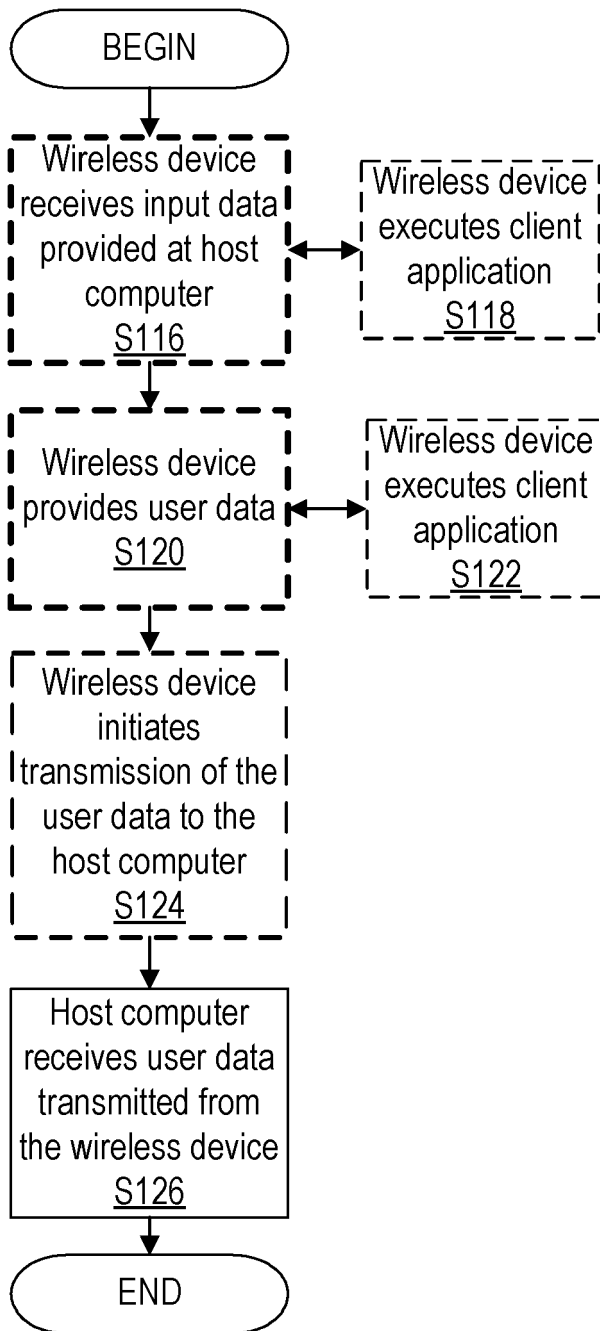 BEGIN
Wireless device
receives input data
provided at host
computer
S116
Wireless device
executes client
application
S118
Wireless device
provides user data
S120
Wireless device
executes client
application
S122
Wireless device
initiates
transmission of the
user data to the
host computer
S124
Host computer
receives user data
transmitted from
the wireless device
S126
END